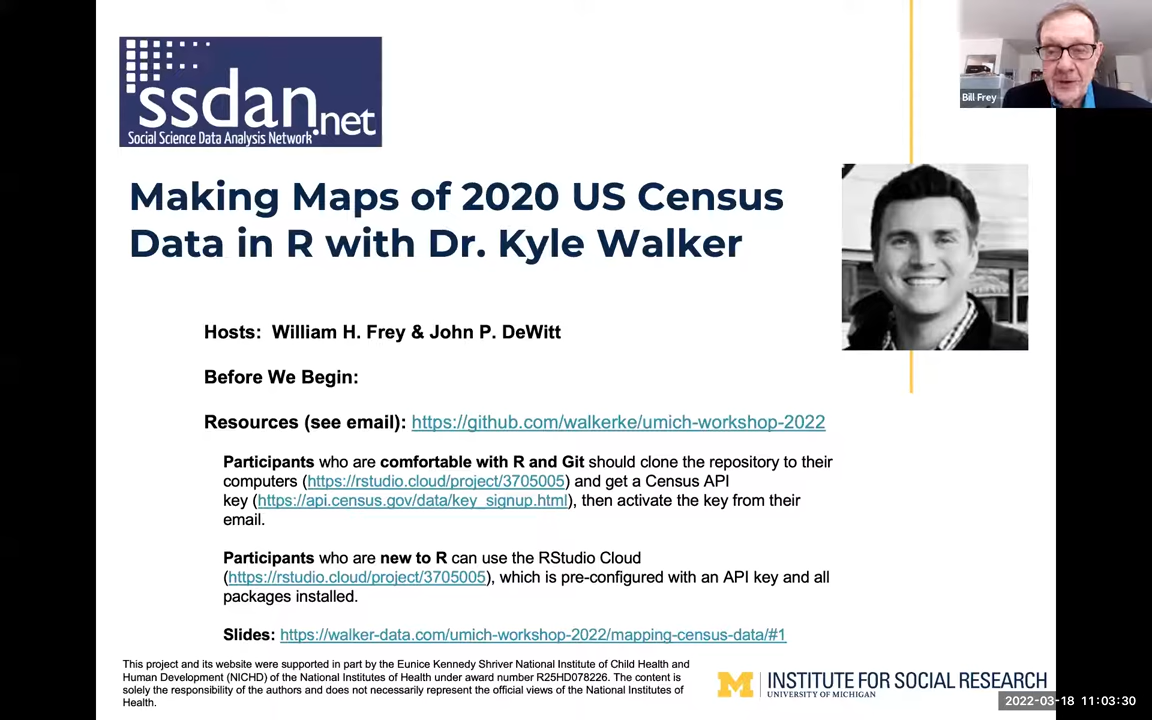 ssdan.net
Social Science Data Analysis Network
Bill Frey
Making Maps of 2020 US Census
Data in R with Dr. Kyle Walker
Hosts:  William H. Frey & John P. DeWitt
Before We Begin:
Resources (see email): https://github.com/walkerke/umich-workshop-2022
Participants who are comfortable with R and Git should clone the repository to their
computers (https://rstudio.cloud/project/3705005) and get a Census API
key (https://api.census.gov/data/key_signup.html), then activate the key from their
email.
Participants who are new to R can use the RStudio Cloud
(https://rstudio.cloud/project/3705005), which is pre-configured with an API key and all
packages installed.
Slides: https://walker-data.com/umich-workshop-2022/mapping-census-data/#1
This project and its website were supported in part by the Eunice Kennedy Shriver National Institute of Child Health and
Human Development (NICHD) of the National Institutes of Health under award number R25HD078226. The content is
solely the responsibility of the authors and does not necessarily represent the official views of the National Institutes of
Health.
M INSTITUTE FOR SOCIAL RESEARCH
UNIVERSITY OF MICHIGAN
2022-03-18  11:03:30